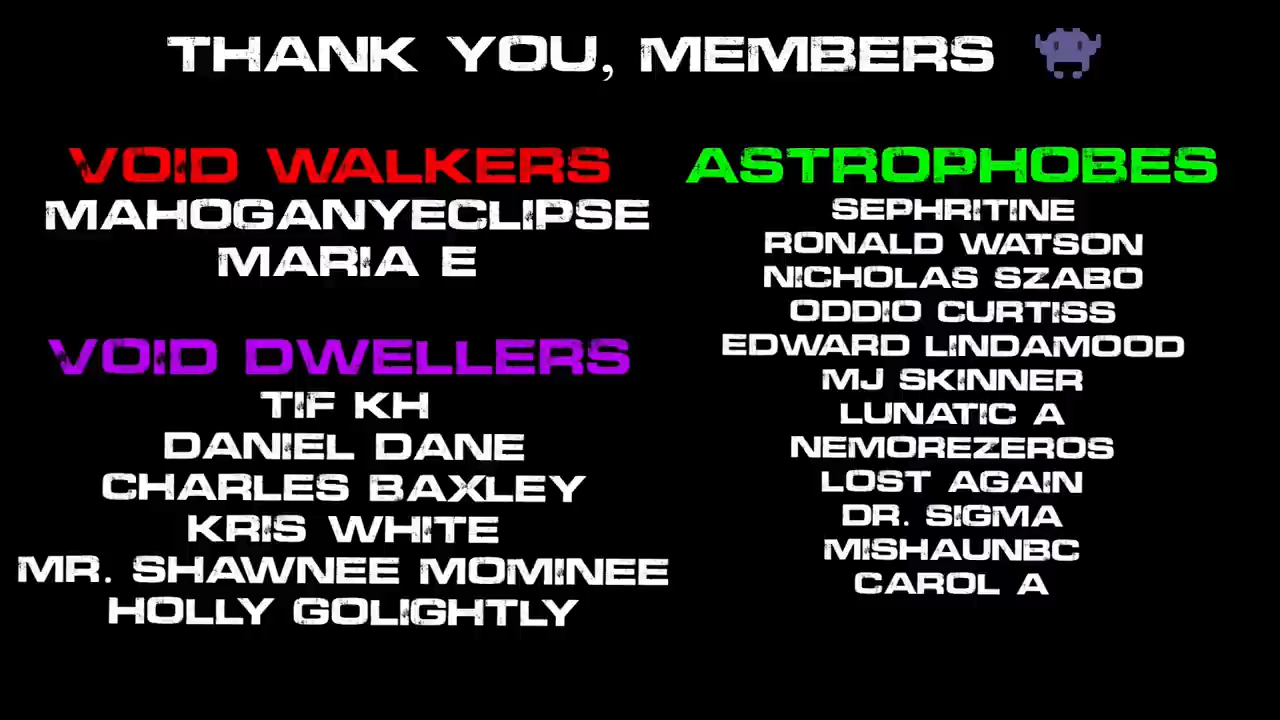 THANK YOU, MEMBERS
VOID WALKERS
MAHOGANYECLIPSE
MARIA E
VOID DWELLERS
TIF KH
DANIEL DANE
CHARLES BAXLEY
KRIS WHITE
MR. SHAWNEE MOMINEE
HOLLY GOLIGHTLY
ASTROPHOBES
SEPHRITINE
RONALD WATSON
NICHOLAS SZABO
ODDIO CURTISS
EDWARD LINDAMOOD
MJ SKINNER
LUNATIC A
NEMOREZEROS
LOST AGAIN
DR. SIGMA
MISHAUNBC
CAROL A